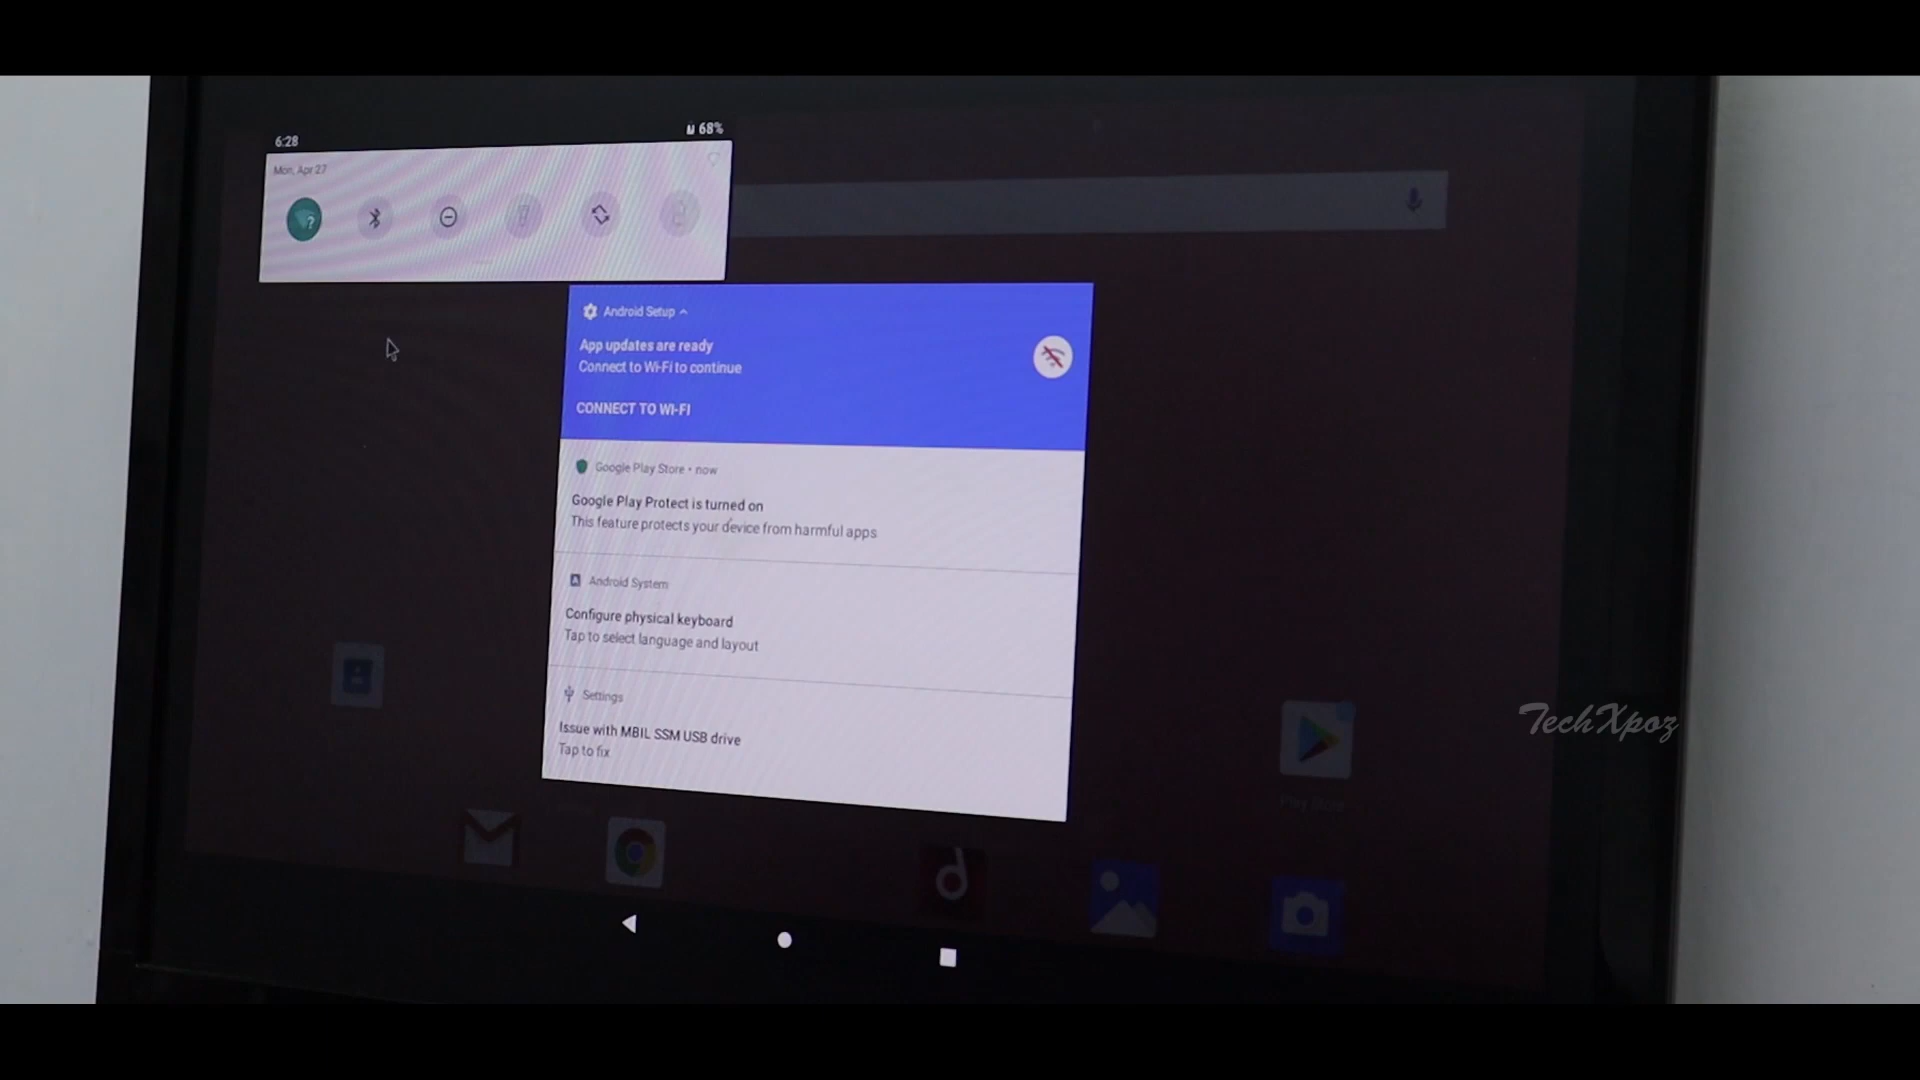 6:28
68%
Mon, Apr 27
Android Setup
App updates are ready
Connect to Wi-Fi to continue
CONNECT TO WI-FI
Google Play Store • now
Google Play Protect is turned on
This feature protects your device from harmful apps
Android System
Configure physical keyboard
Tap to select language and layout
Settings
Issue with MBIL SSM USB drive
Tap to fix
TechXpoz
Play Store